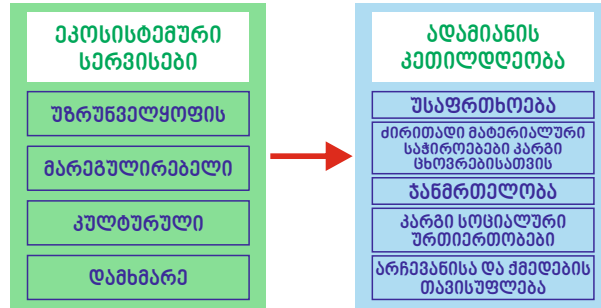 ეკოსისტემური
სერვისები
უზრუნველყოფის
მარეგულირებელი
კულტურული
დამხმარე
ადამიანის
კეთილდღეობა
უსაფრთხოება
ძირითადი მატერიალური
საჭიროებები კარგი
ცხოვრებისათვის
ჯანმრთელობა
კარგი სოციალური
ურთიერთობები
არჩევანისა და ქმედების
თავისუფლება